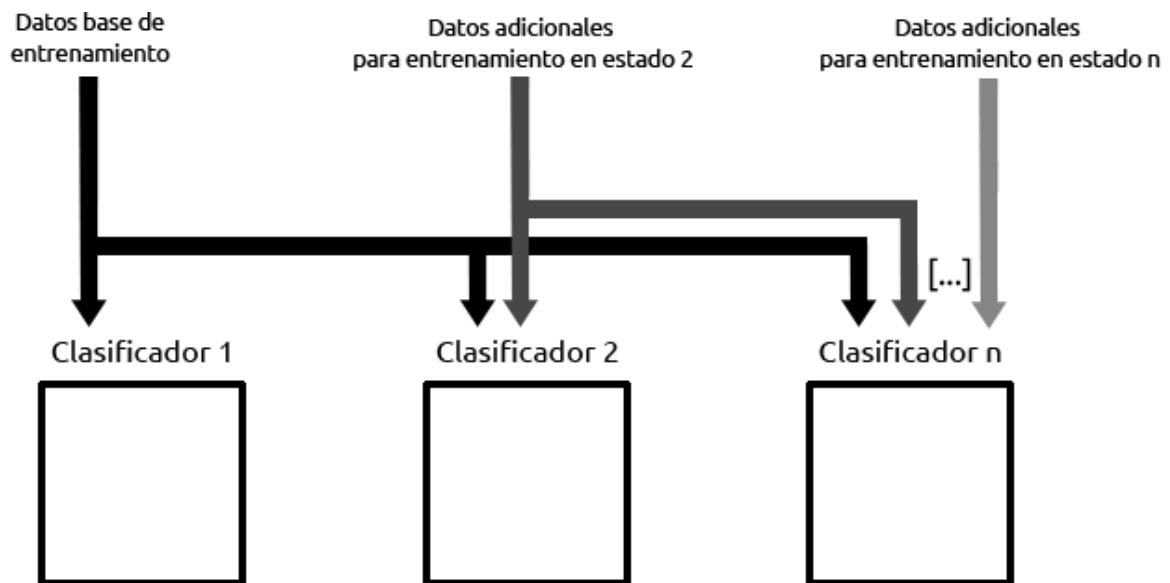 Datos base de
entrenamiento
Datos adicionales
para entrenamiento en estado 2
Datos adicionales
para entrenamiento en estado n
[...]
Clasificador 1
Clasificador 2
Clasificador n